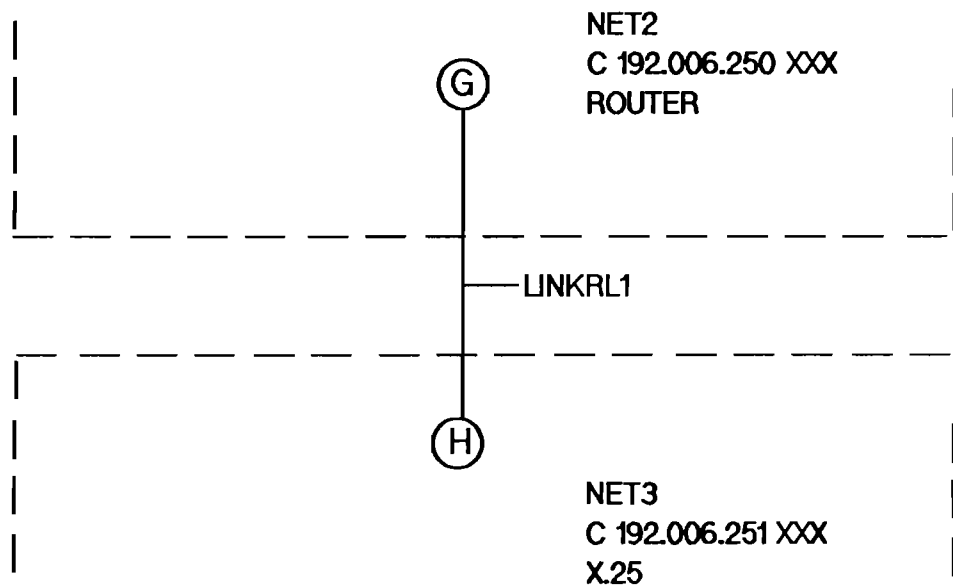 NET2
C 192.006.250 XXX
ROUTER
G
LINKRL1
H
NET3
C 192.006.251 XXX
X.25